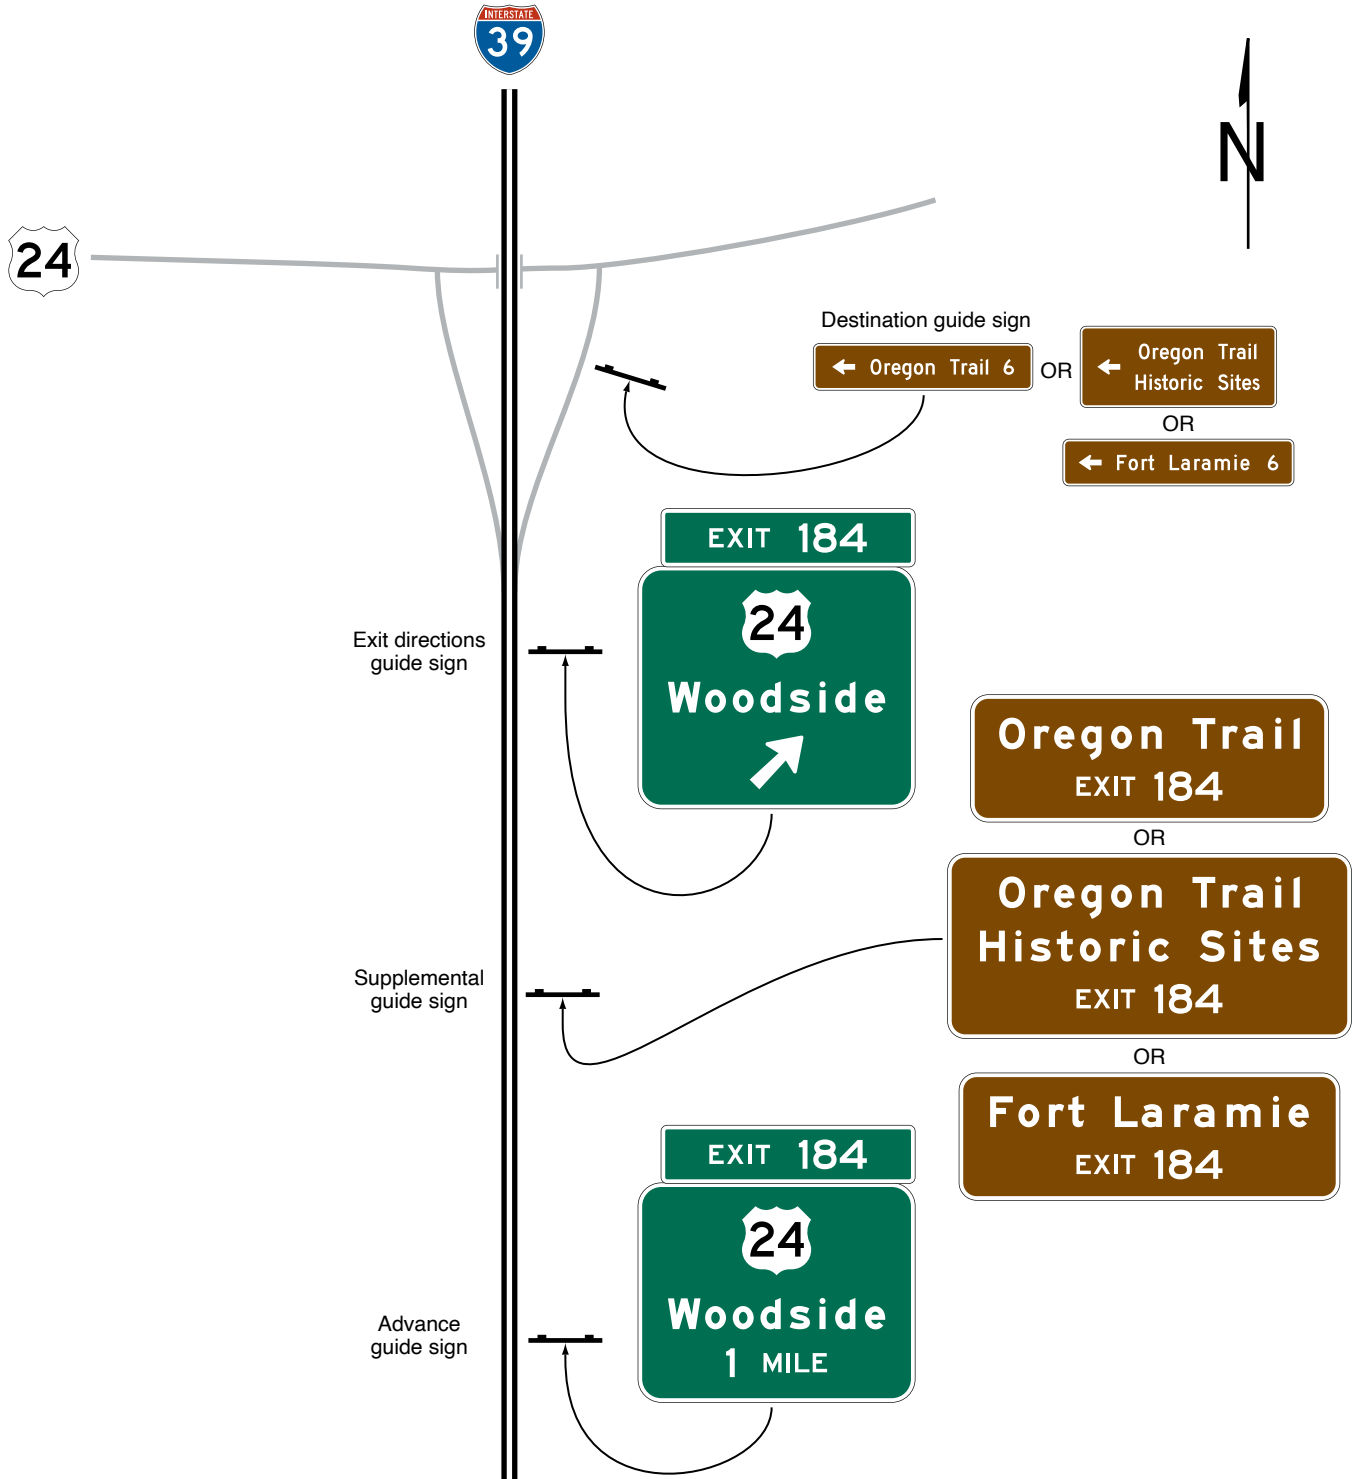 INTERSTATE
39
N
24
Destination guide sign
Oregon Trail 6
OR
Oregon Trail
Historic Sites
OR
Fort Laramie 6
EXIT 184
24
Woodside
Exit directions
guide sign
Oregon Trail
EXIT 184
OR
Oregon Trail
Historic Sites
EXIT 184
Supplemental
guide sign
OR
Fort Laramie
EXIT 184
EXIT 184
24
Woodside
1 MILE
Advance
guide sign